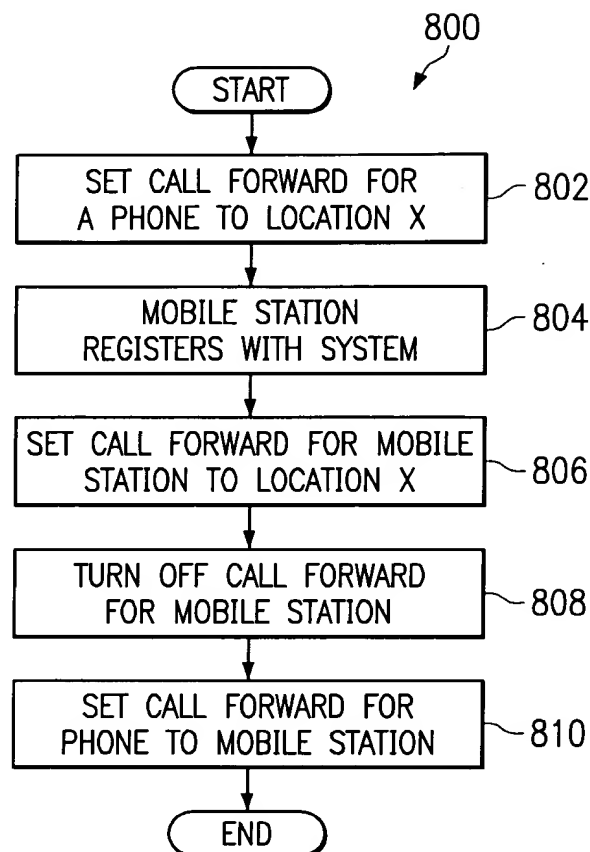 800
START
SET CALL FORWARD FOR
A PHONE TO LOCATION X
802
MOBILE STATION
REGISTERS WITH SYSTEM
804
SET CALL FORWARD FOR MOBILE
STATION TO LOCATION X
806
TURN OFF CALL FORWARD
FOR MOBILE STATION
808
SET CALL FORWARD FOR
PHONE TO MOBILE STATION
810
END